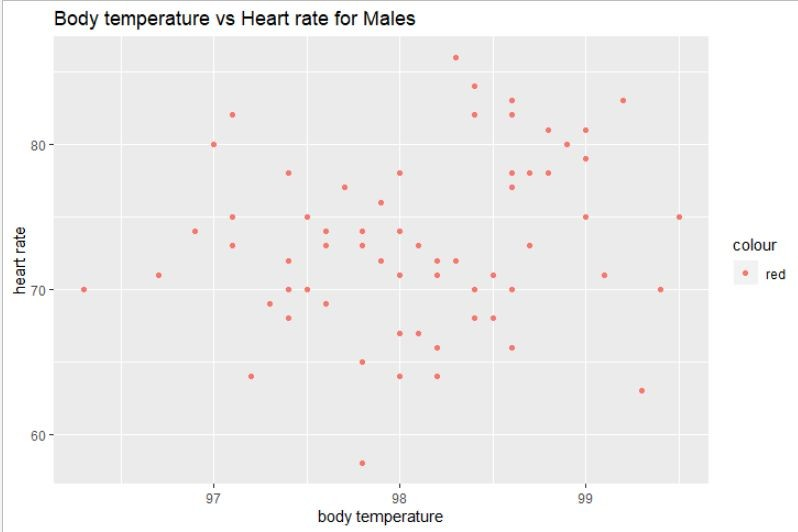 Body temperature vs Heart rate for Males
80
70
60
heart rate
97 98 99
body temperature
colour
red